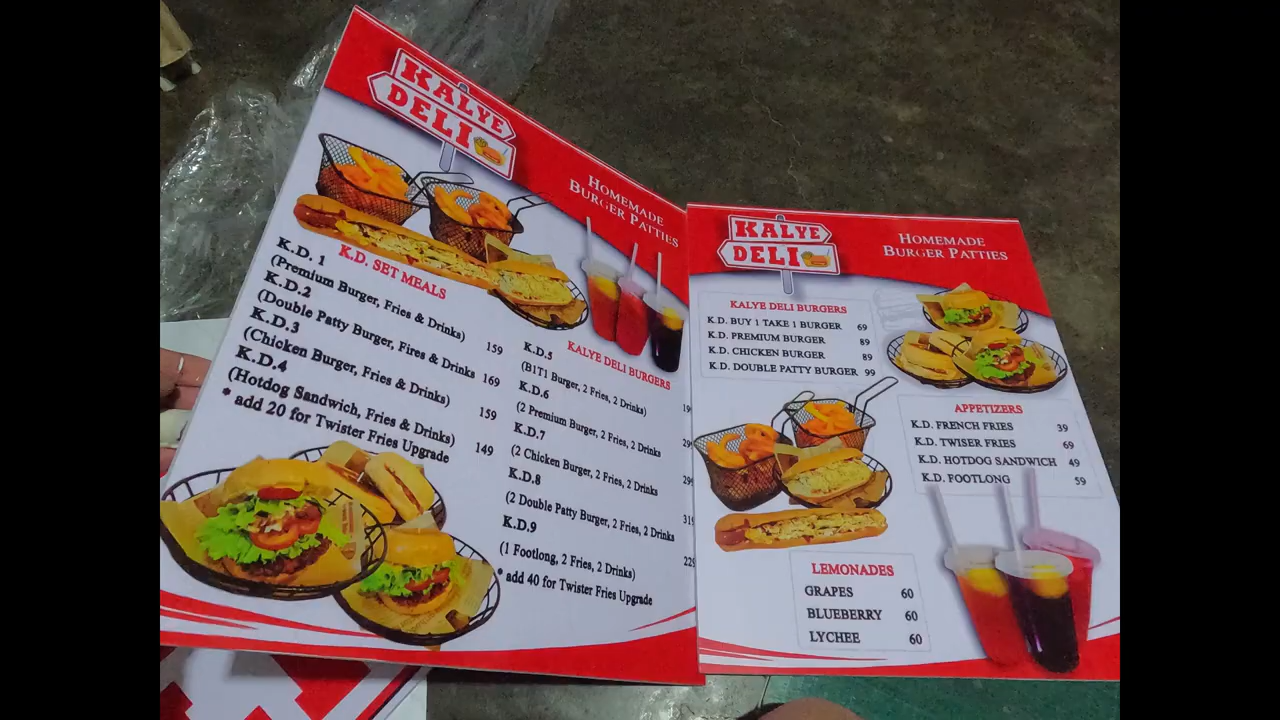 KALYE
DELI
HOMEMADE
BURGER PATTIES
K.D. SET MEALS
K.D. 1
(Premium Burger, Fries & Drinks) 159
K.D.2
(Double Patty Burger, Fires & Drinks 169
K.D.3
(Chicken Burger, Fries & Drinks) 159
K.D.4
(Hotdog Sandwich, Fries & Drinks) 149
* add 20 for Twister Fries Upgrade
KALYE DELI BURGERS
K.D.5
(B1T1 Burger, 2 Fries, 2 Drinks)
K.D.6
(2 Premium Burger, 2 Fries, 2 Drinks
K.D.7
(2 Chicken Burger, 2 Fries, 2 Drinks
K.D.8
(2 Double Patty Burger, 2 Fries, 2 Drinks 319
K.D.9
(1 Footlong, 2 Fries, 2 Drinks) 229
* add 40 for Twister Fries Upgrade
KALYE
DELI
HOMEMADE
BURGER PATTIES
KALYE DELI BURGERS
K.D. BUY 1 TAKE 1 BURGER 69
K.D. PREMIUM BURGER 89
K.D. CHICKEN BURGER 89
K.D. DOUBLE PATTY BURGER 99
APPETIZERS
K.D. FRENCH FRIES 39
K.D. TWISER FRIES 69
K.D. HOTDOG SANDWICH 49
K.D. FOOTLONG 59
LEMONADES
GRAPES 60
BLUEBERRY 60
LYCHEE 60